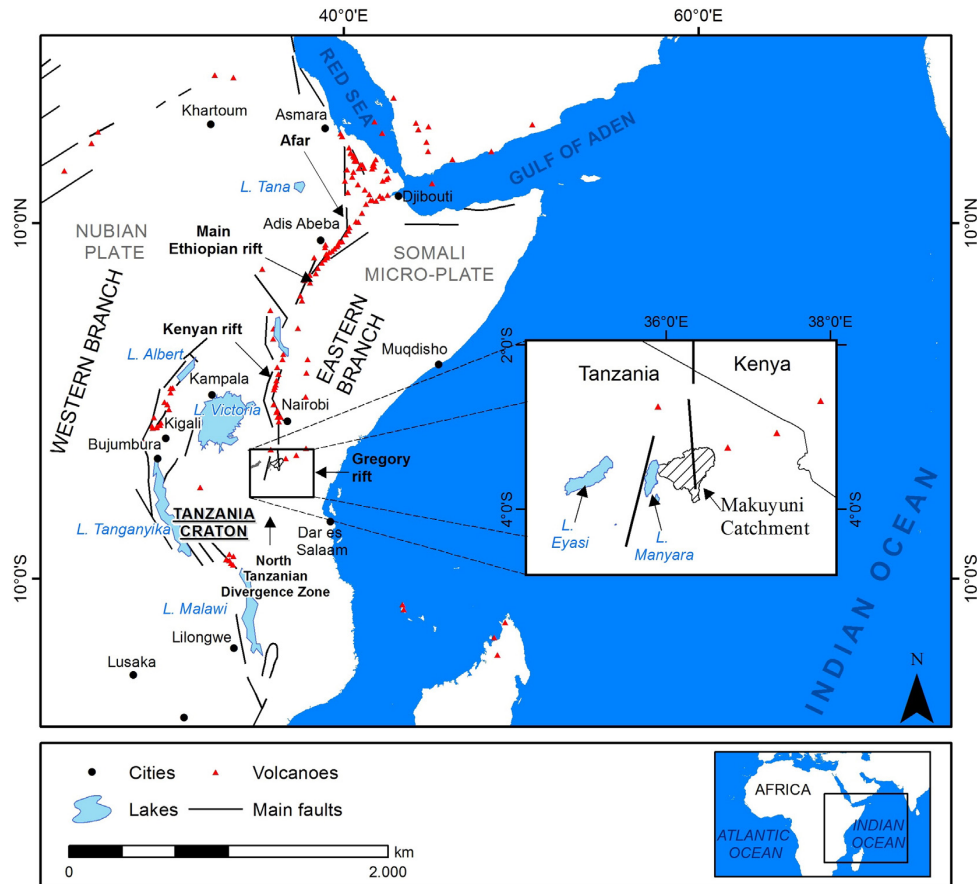 40°0'E
60°0'E
RED SEA
Khartoum
Asmara
Afar
GULF OF ADEN
L. Tana
Djibouti
10°N
10°N
NUBIAN
PLATE
Adis Abeba
Main
Ethiopian rift
SOMALI
MICRO-PLATE
WESTERN BRANCH
EASTERN
BRANCH
Kenyan rift
L. Albert
Muqdisho
Kampala
L. Victoria
Nairobi
Kigali
Bujumbura
Gregory
rift
36°0'E
38°0'E
2°0'S
Tanzania
Kenya
4°0'S
4°0'S
L.
Eyasi
L.
Manyara
Makuyuni
Catchment
TANZANIA
CRATON
L. Tanganyika
Dar es
Salaam
North
Tanzanian
Divergence Zone
10°0'S
10°0'S
L. Malawi
Lilongwe
Lusaka
INDIAN OCEAN
N
Cities
Volcanoes
Lakes
Main faults
km
0
2.000
AFRICA
ATLANTIC
OCEAN
INDIAN
OCEAN